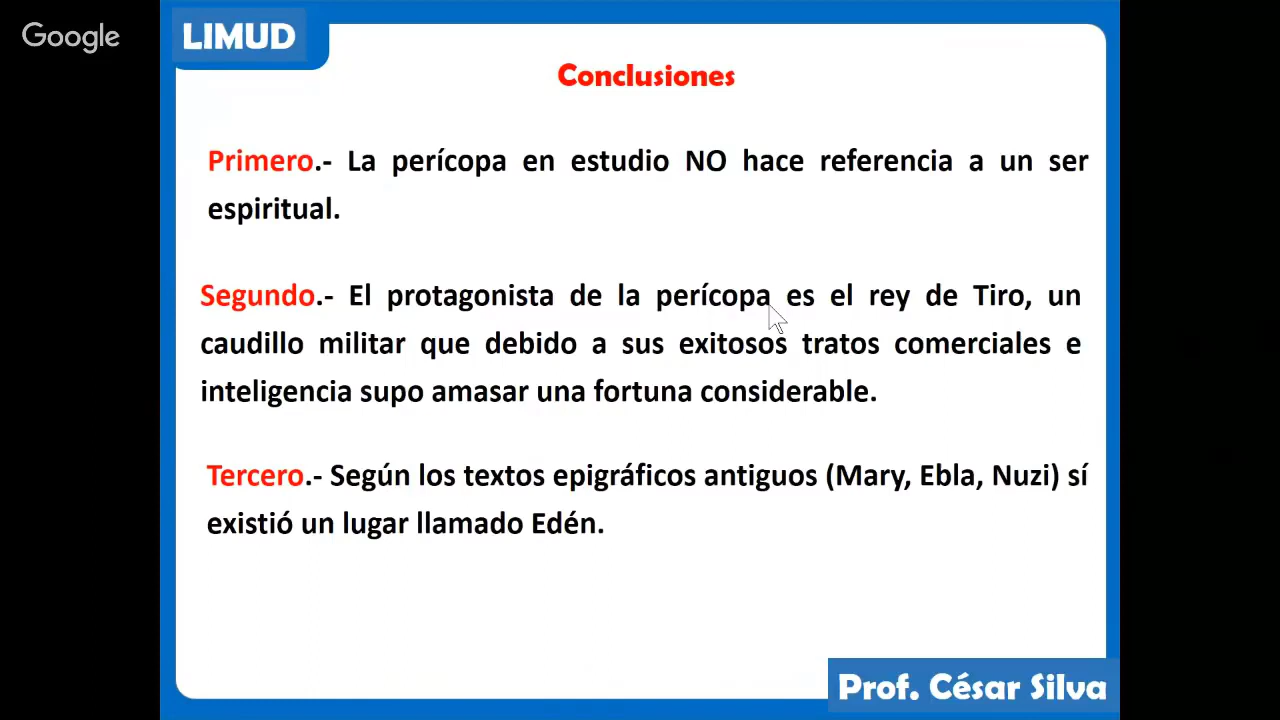 Google
LIMUD
Conclusiones
Primero.- La perícopa en estudio NO hace referencia a un ser
espiritual.
Segundo.- El protagonista de la perícopa es el rey de Tiro, un
caudillo militar que debido a sus exitosos tratos comerciales e
inteligencia supo amasar una fortuna considerable.
Tercero.- Según los textos epigráficos antiguos (Mary, Ebla, Nuzi) sí
existió un lugar llamado Edén.
Prof. César Silva